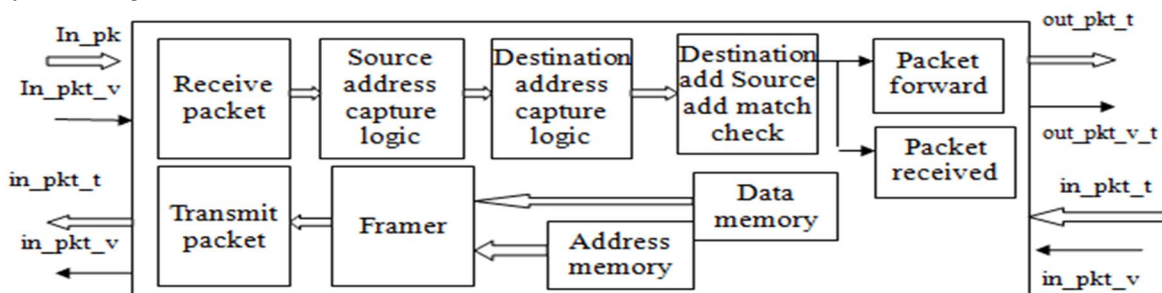 In_pk
In_pkt_v
in_pkt_t
in_pkt_v
Receive
packet
Source
address
capture
logic
Destination
address
capture
logic
Destination
add Source
add match
check
Packet
forward
Packet
received
Transmit
packet
Framer
Data
memory
Address
memory
out_pkt_t
out_pkt_v_t
in_pkt_t
in_pkt_v